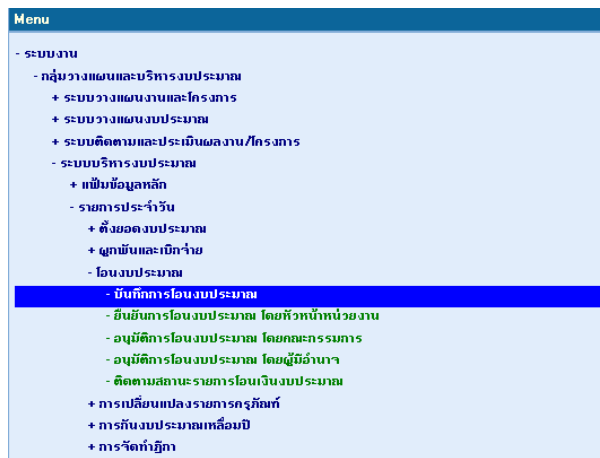 Menu
- ระบบงาน
- กลุ่มวางแผนและบริหารงบประมาณ
+ ระบบวางแผนงานและโครงการ
+ ระบบวางแผนงบประมาณ
+ ระบบติดตามและประเมินผลงาน/โครงการ
- ระบบบริหารงบประมาณ
+ แฟ้มข้อมูลหลัก
- รายการประจำวัน
+ ตั้งยอดงบประมาณ
+ ผูกพันและเบิกจ่าย
- โอนงบประมาณ
- บันทึกการโอนงบประมาณ
- ยืนยันการโอนงบประมาณ โดยหัวหน้าหน่วยงาน
- อนุมัติการโอนงบประมาณ โดยคณะกรรมการ
- อนุมัติการโอนงบประมาณ โดยผู้มีอำนาจ
- ติดตามสถานะรายการโอนเงินงบประมาณ
+ การเปลี่ยนแปลงรายการครุภัณฑ์
+ การกันงบประมาณเหลื่อมปี
+ การจัดทำฎีกา